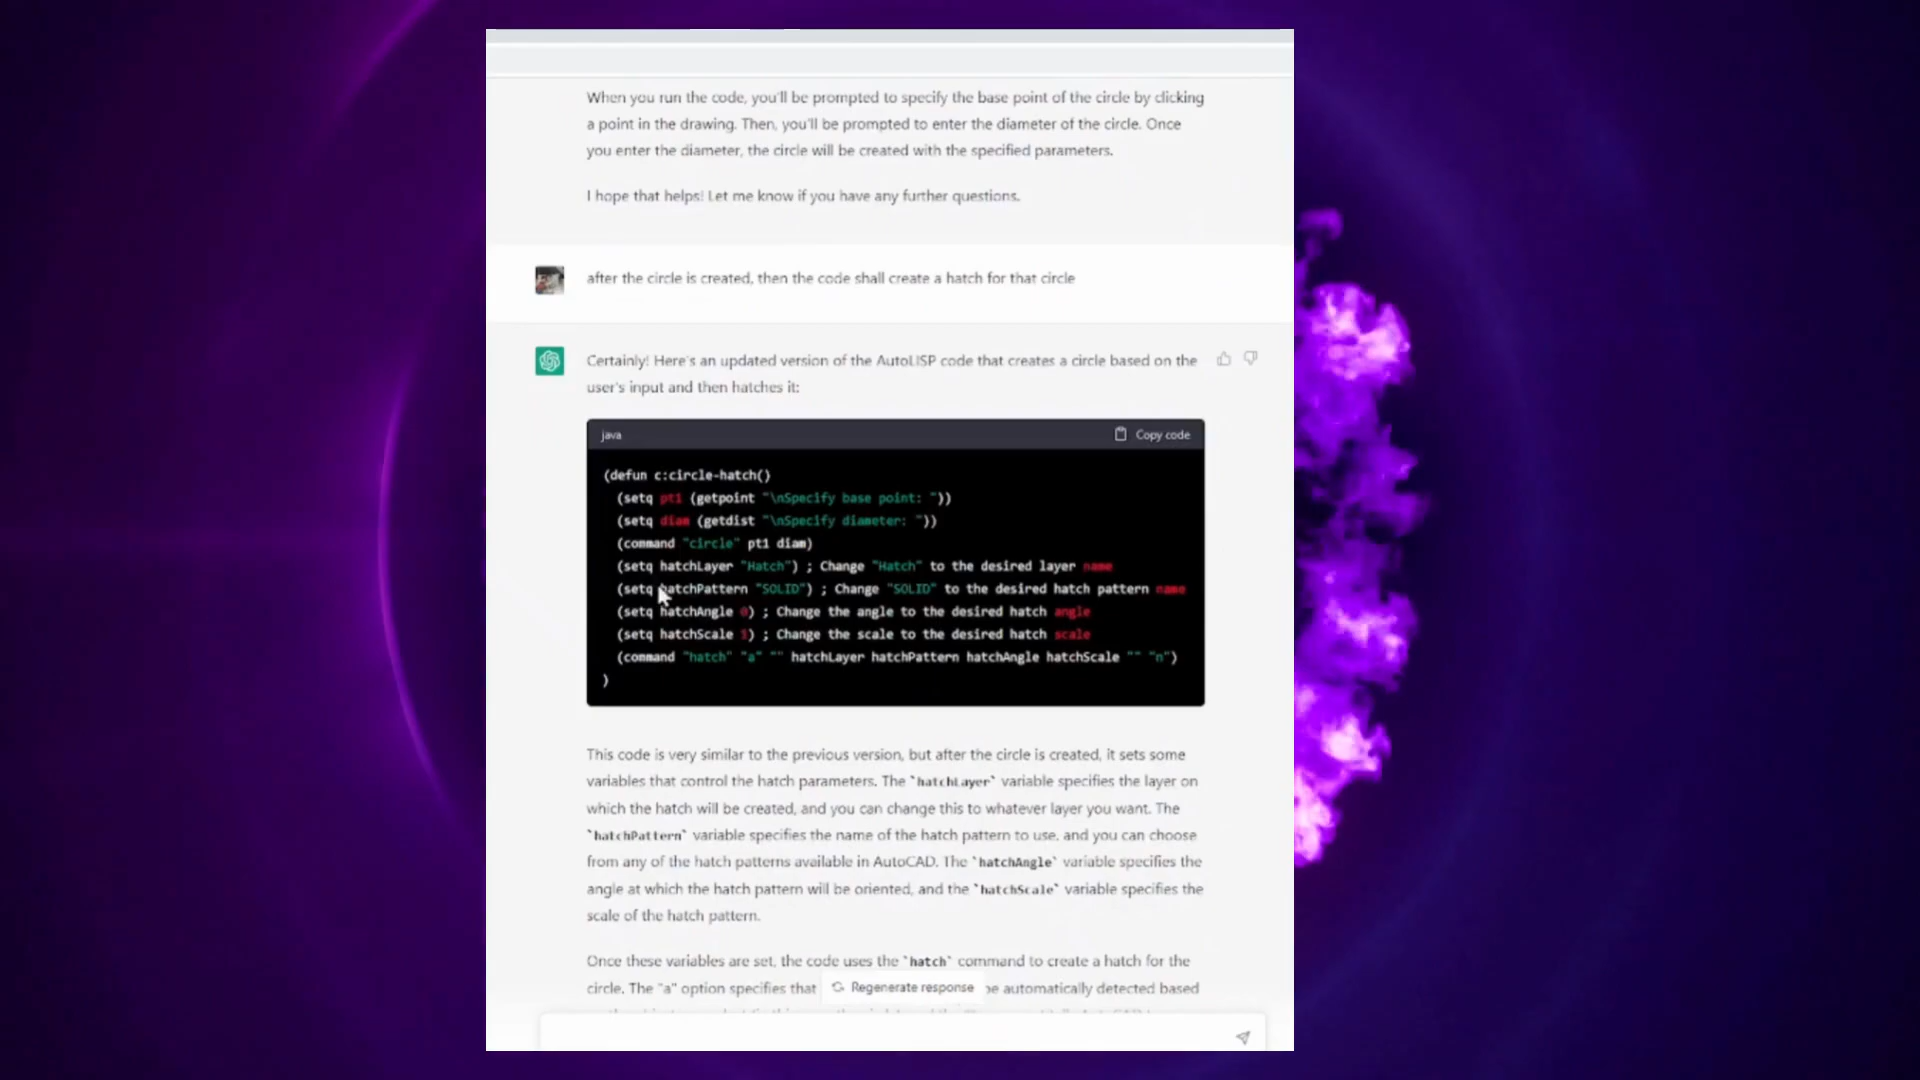 When you run the code, you'll be prompted to specify the base point of the circle by clicking
a point in the drawing. Then, you'll be prompted to enter the diameter of the circle. Once
you enter the diameter, the circle will be created with the specified parameters.
I hope that helps! Let me know if you have any further questions.
after the circle is created, then the code shall create a hatch for that circle
Certainly! Here's an updated version of the AutoLISP code that creates a circle based on the
user's input and then hatches it:
java
Copy code
(defun c:circle-hatch()
(setq pt1 (getpoint "\nSpecify base point: "))
(setq diam (getdist "\nSpecify diameter: "))
(command "circle" pt1 diam)
(setq hatchLayer "Hatch") ; Change "Hatch" to the desired layer name
(setq hatchPattern "SOLID") ; Change "SOLID" to the desired hatch pattern name
(setq hatchAngle 0) ; Change the angle to the desired hatch angle
(setq hatchScale 1) ; Change the scale to the desired hatch scale
(command "hatch" "a" "" hatchLayer hatchPattern hatchAngle hatchScale "" "n")
)
This code is very similar to the previous version, but after the circle is created, it sets some
variables that control the hatch parameters. The `hatchLayer` variable specifies the layer on
which the hatch will be created, and you can change this to whatever layer you want. The
`hatchPattern` variable specifies the name of the hatch pattern to use, and you can choose
from any of the hatch patterns available in AutoCAD. The `hatchAngle` variable specifies the
angle at which the hatch pattern will be oriented, and the `hatchScale` variable specifies the
scale of the hatch pattern.
Once these variables are set, the code uses the `hatch` command to create a hatch for the
circle. The "a" option specifies that
Regenerate response
be automatically detected based